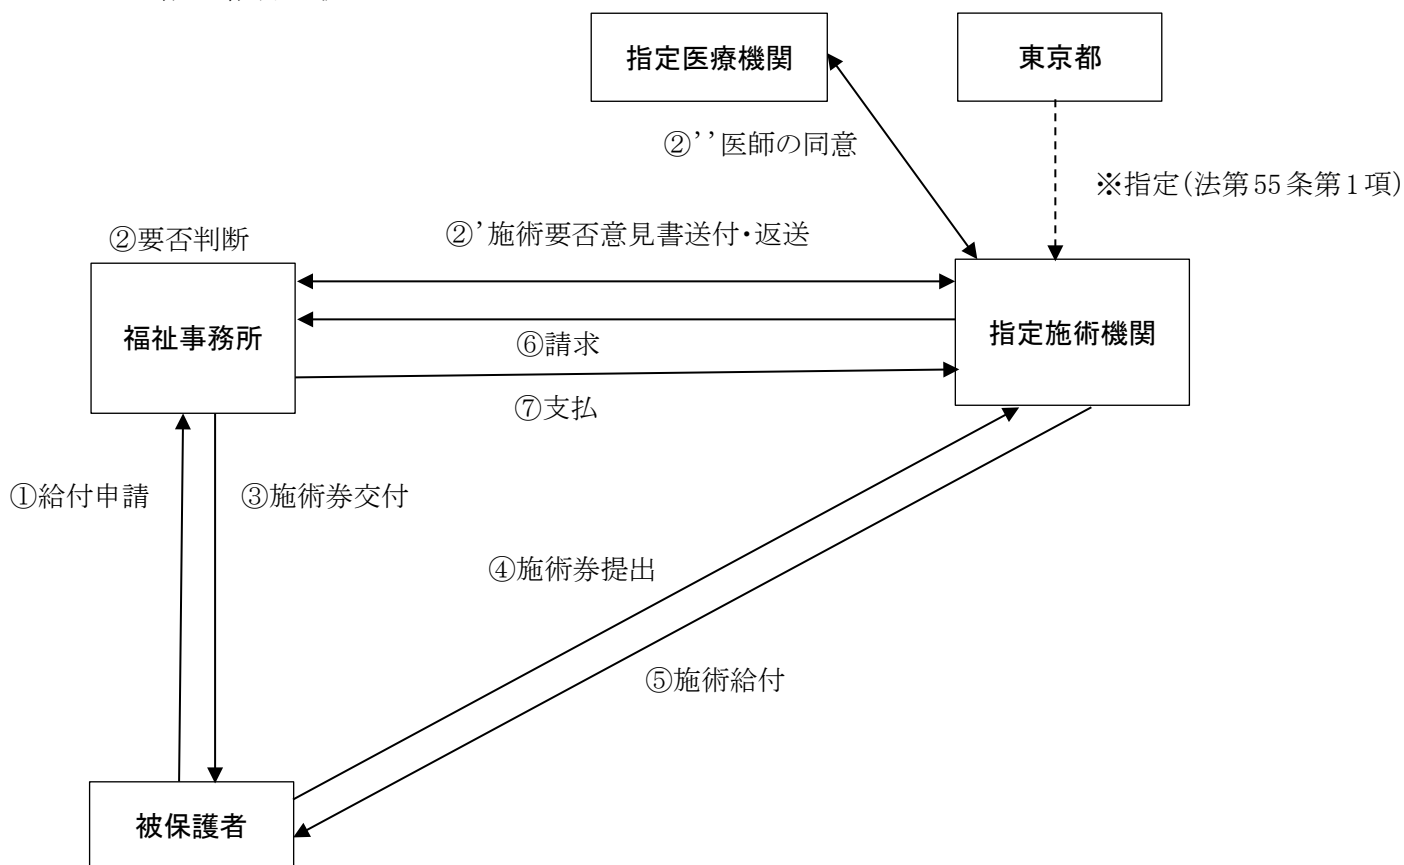 指定医療機関
東京都
②’’医師の同意
※指定(法第55条第1項)
②要否判断
②’施術要否意見書送付・返送
福祉事務所
指定施術機関
⑥請求
⑦支払
①給付申請
③施術券交付
④施術券提出
⑤施術給付
被保護者